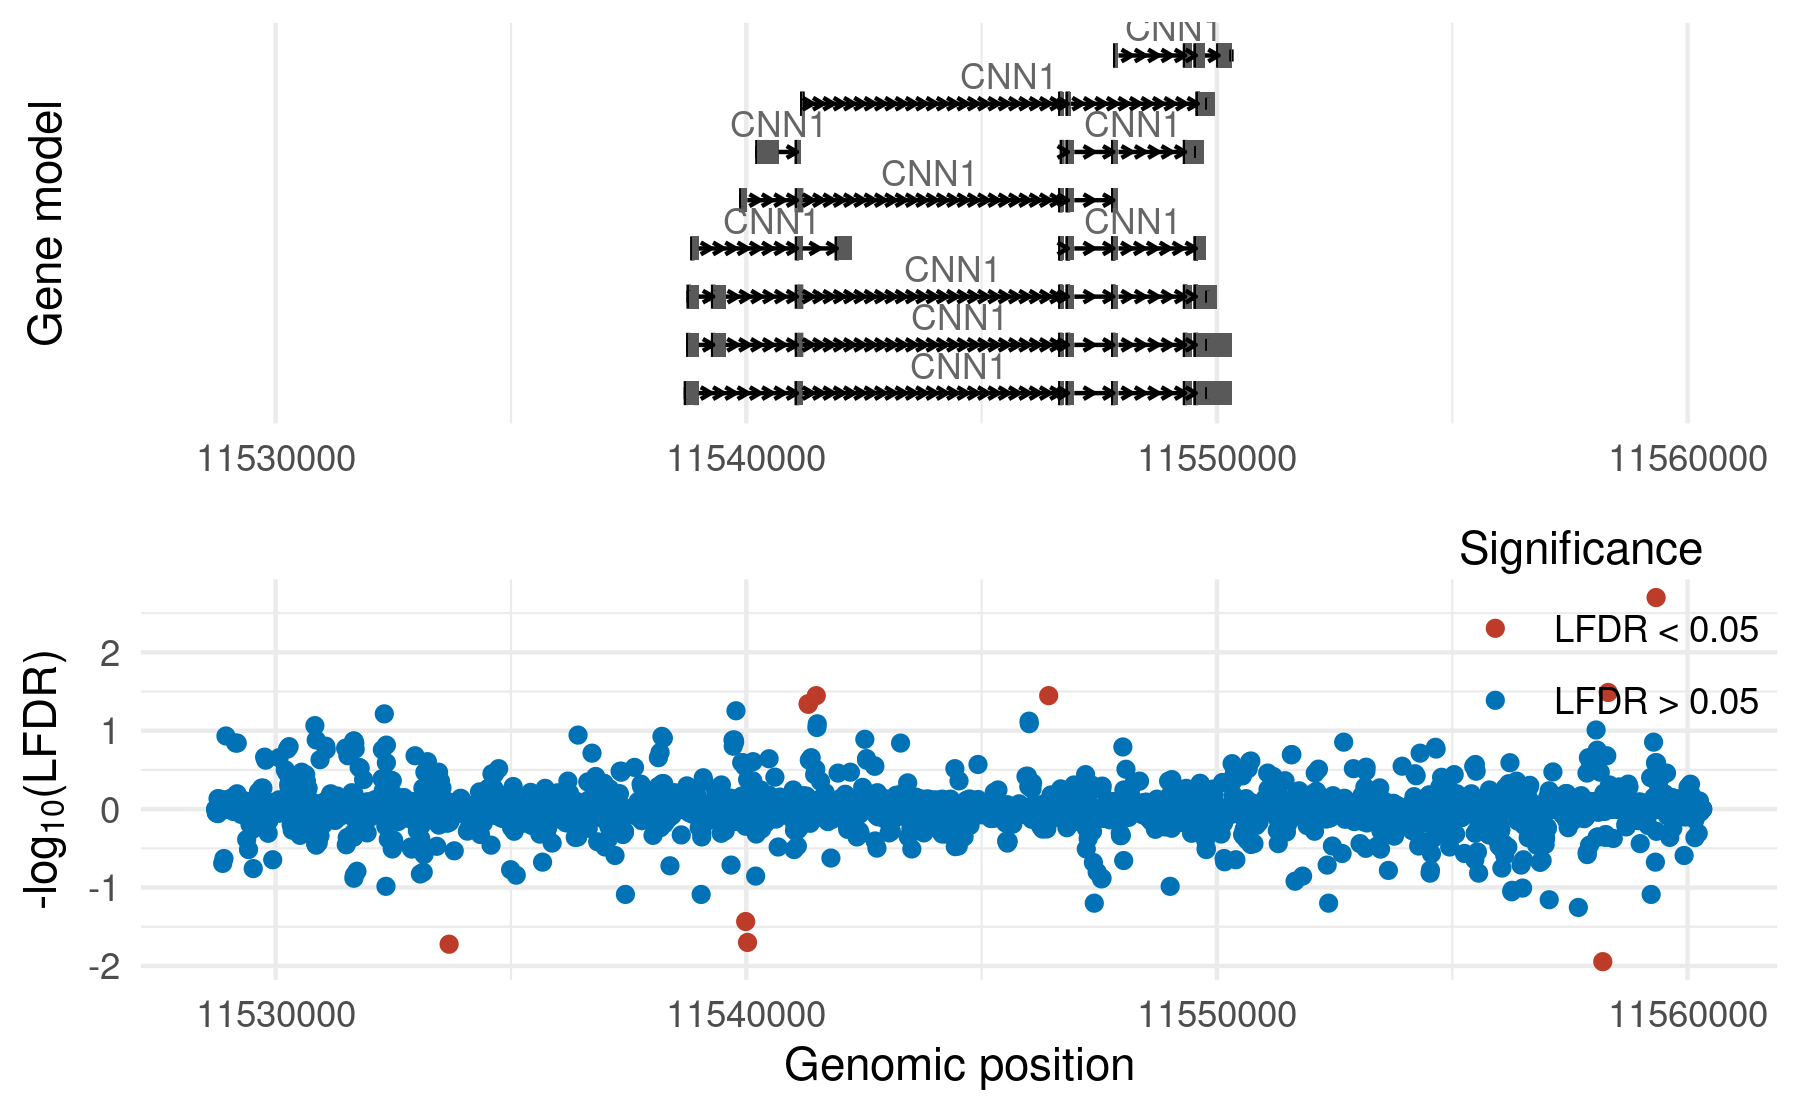 CNN1
CNN1
CNN1 CNN1
CNN1
CNN1 CNN1
CNN1
CNN1
CNN1
Gene model
11530000 11540000 11550000 11560000
Significance
LFDR < 0.05
LFDR > 0.05
2
1
0
-1
-2
-log10(LFDR)
11530000 11540000 11550000 11560000
Genomic position